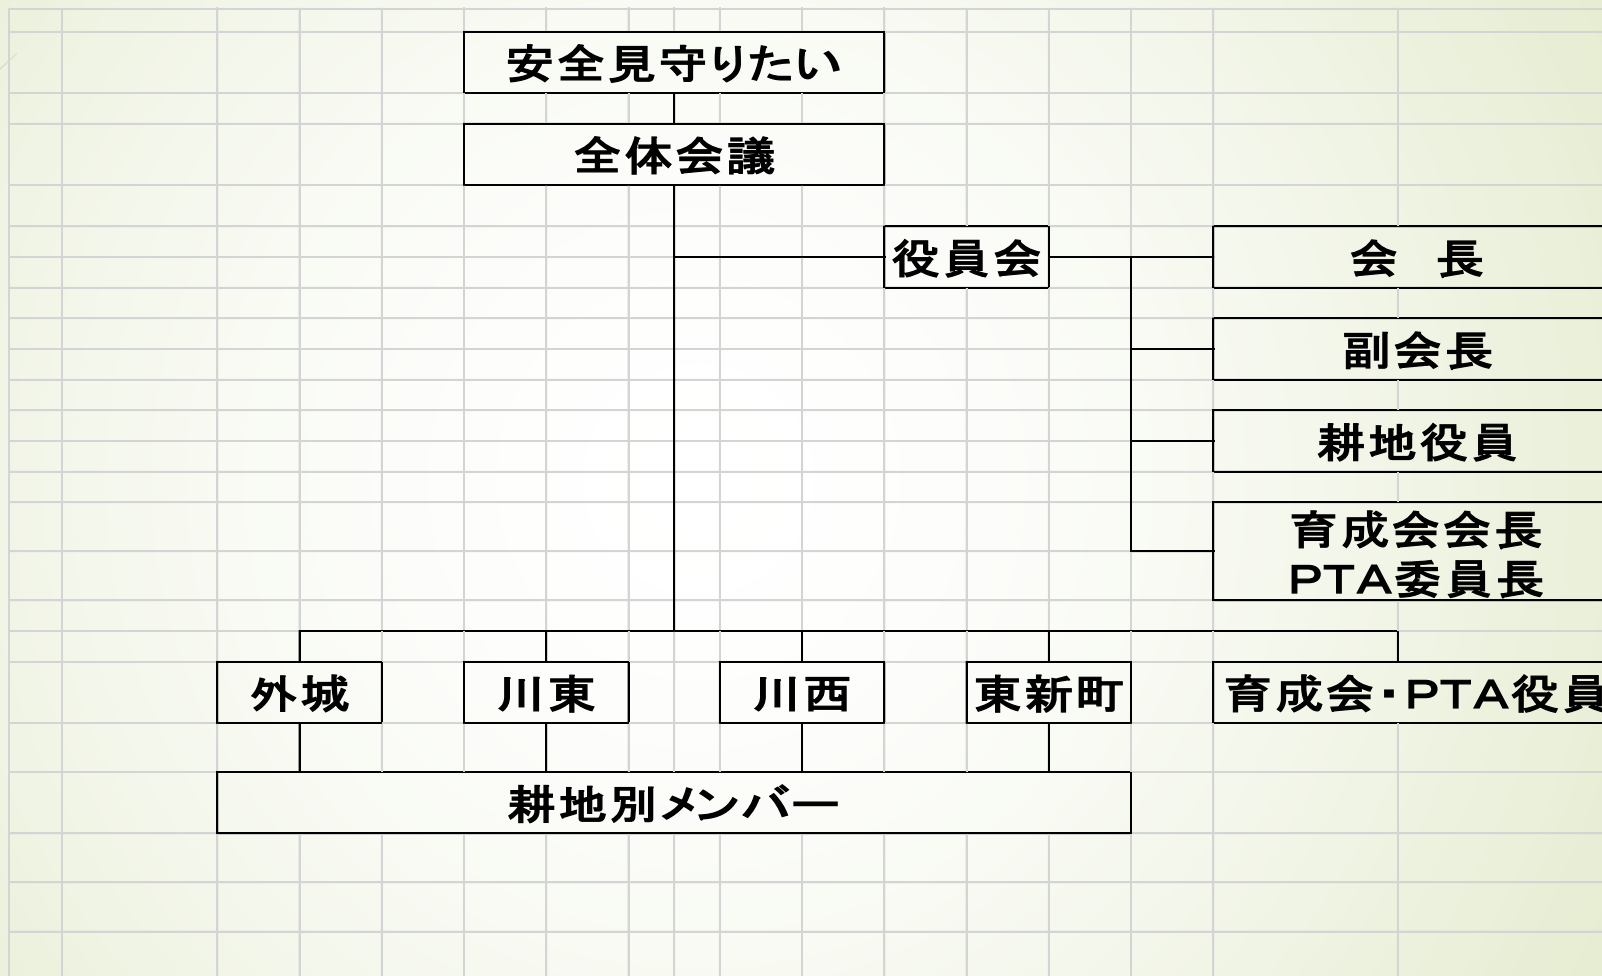 安全見守りたい
全体会議
役員会
会　長
副会長
耕地役員
育成会会長
PTA委員長
外城
川東
川西
東新町
育成会・PTA役員
耕地別メンバー